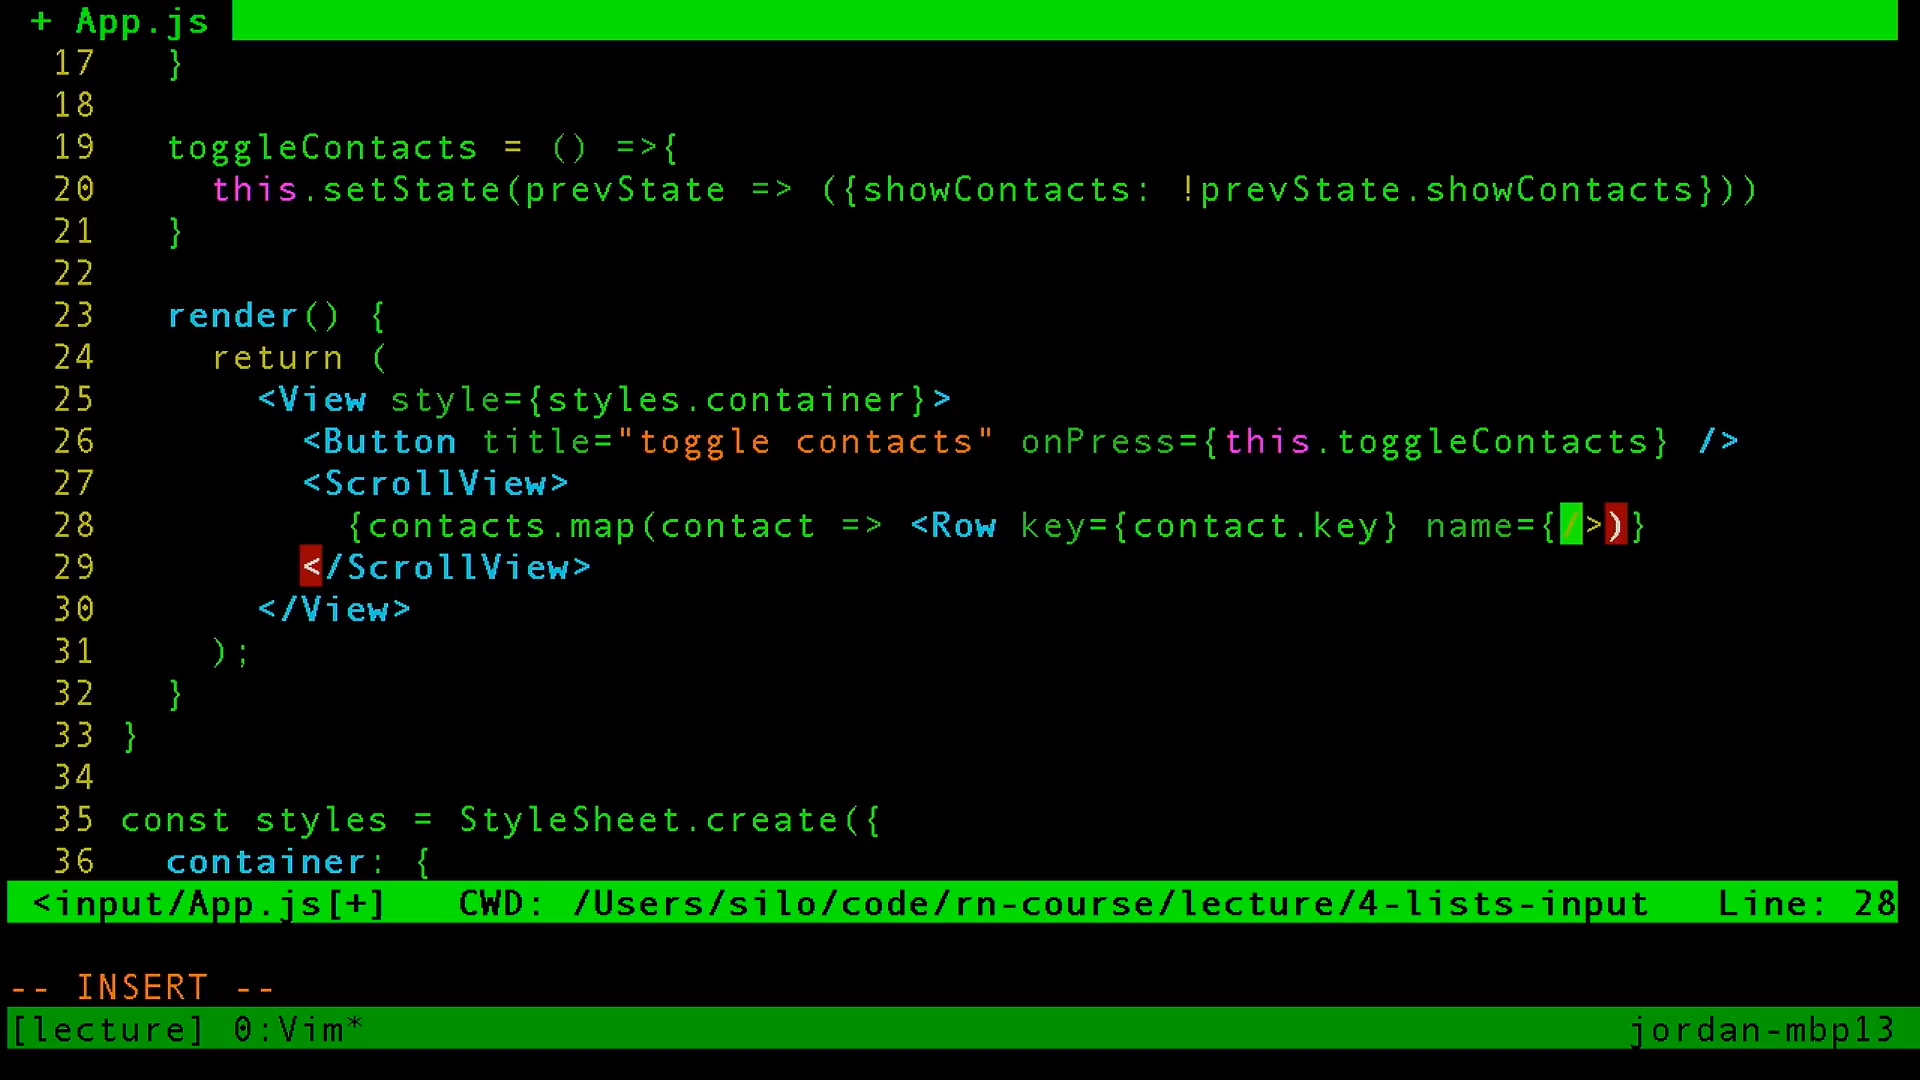 + App.js
17   }
18
19   toggleContacts = () =>{
20     this.setState(prevState => ({showContacts: !prevState.showContacts}))
21   }
22
23   render() {
24     return (
25       <View style={styles.container}>
26         <Button title="toggle contacts" onPress={this.toggleContacts} />
27         <ScrollView>
28           {contacts.map(contact => <Row key={contact.key} name={/>)}
29         </ScrollView>
30       </View>
31     );
32   }
33 }
34
35 const styles = StyleSheet.create({
36   container: {
<input/App.js[+]   CWD: /Users/silo/code/rn-course/lecture/4-lists-input   Line: 28
-- INSERT --
[lecture] 0:Vim*   jordan-mbp13